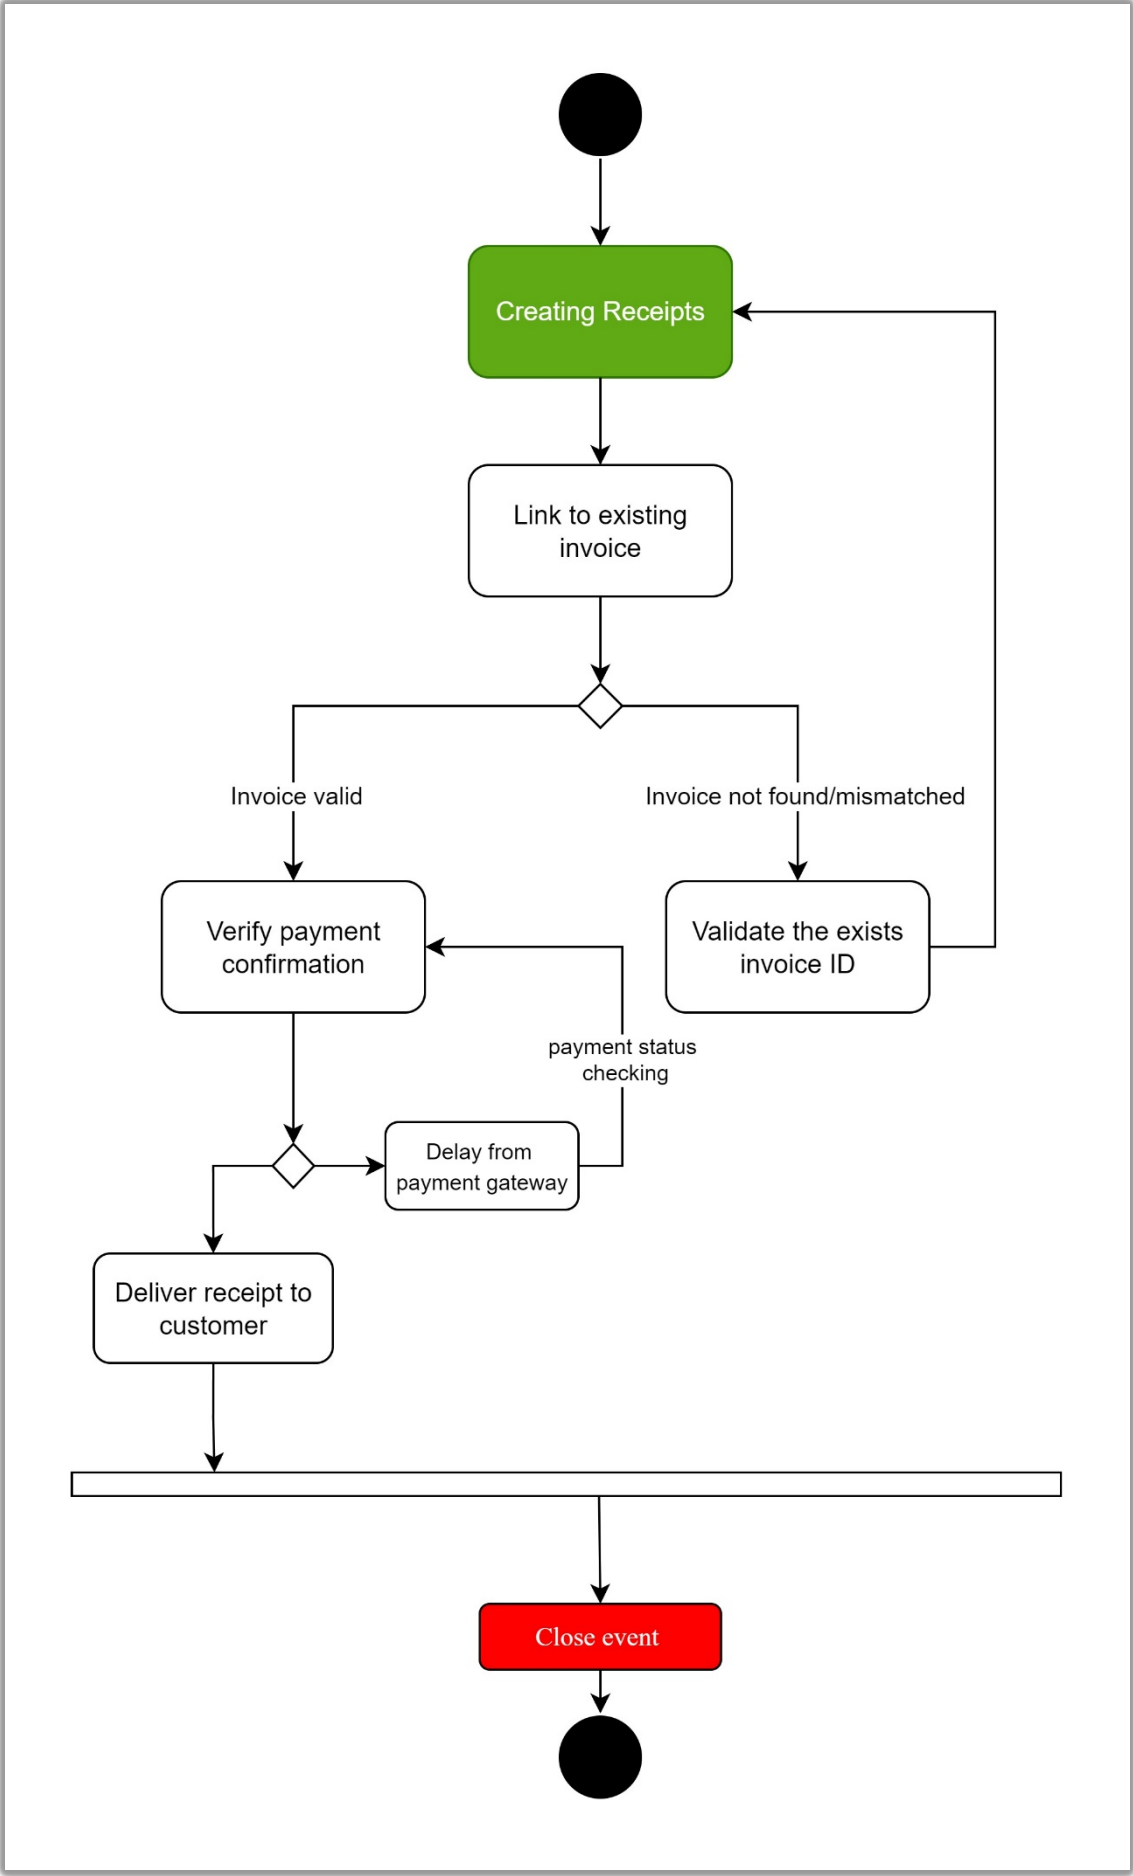 Creating Receipts
Link to existing
invoice
Invoice valid
Invoice not found/mismatched
Verify payment
confirmation
Validate the exists
invoice ID
payment status
checking
Delay from
payment gateway
Deliver receipt to
customer
Close event